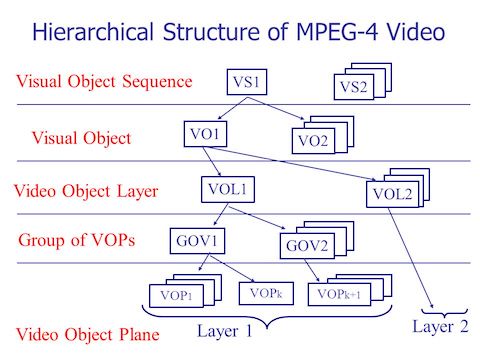 Hierarchical Structure of MPEG-4 Video
Visual Object Sequence
VS1
VS2
Visual Object
VO1
VO2
Video Object Layer
VOL1
VOL2
Group of VOPs
GOV1
GOV2
VOP1
VOPk
VOPk+1
Video Object Plane
Layer 1
Layer 2